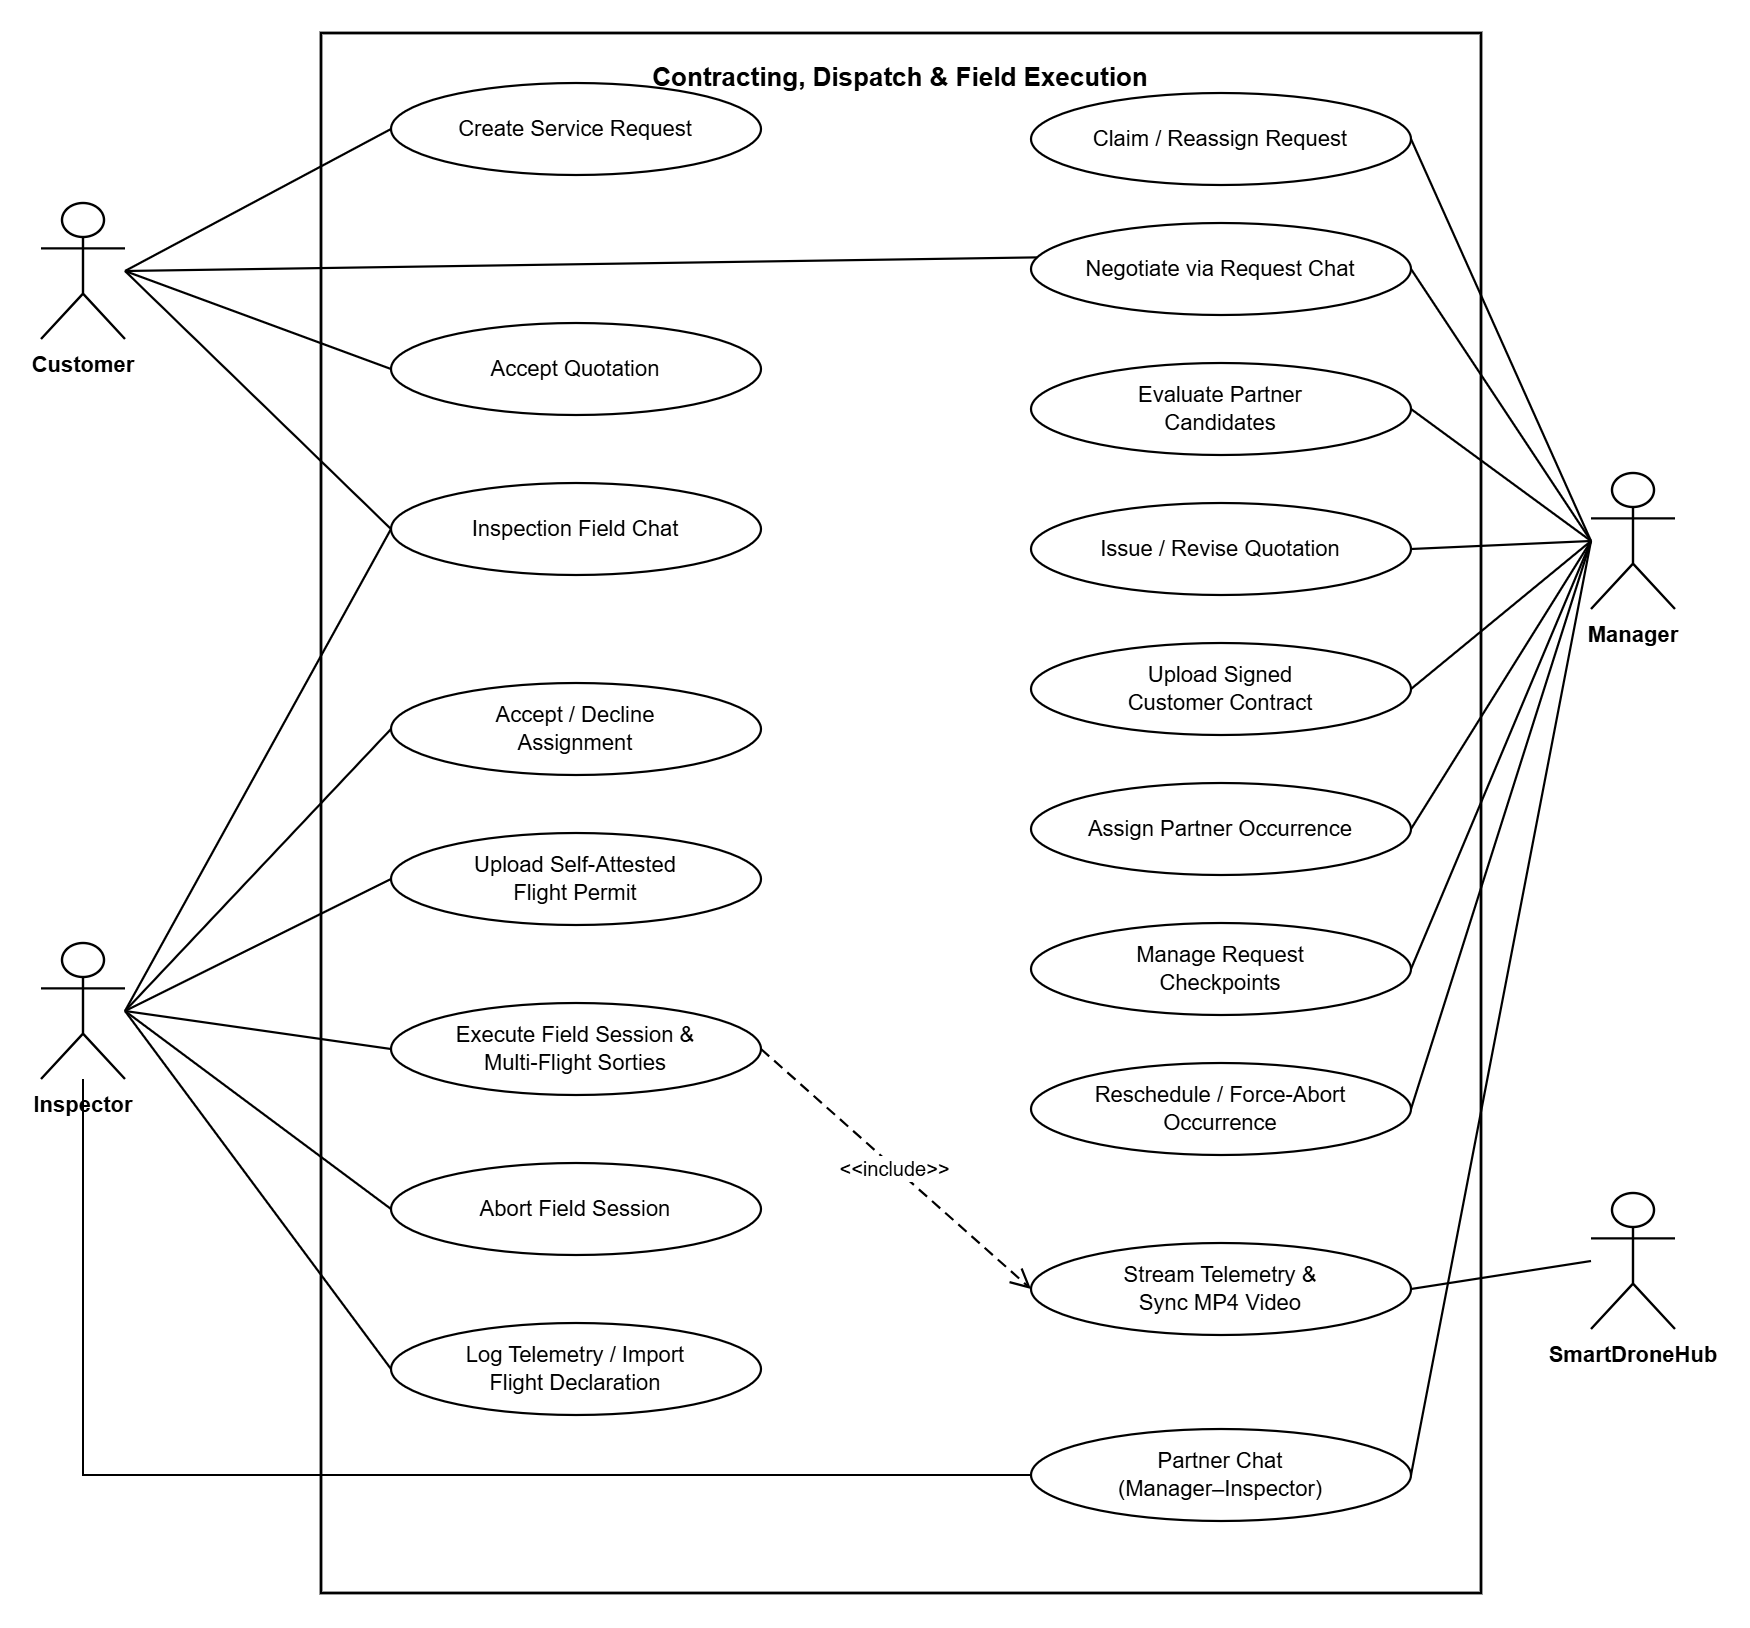 Contracting, Dispatch & Field Execution
Create Service Request
Claim / Reassign Request
Negotiate via Request Chat
Customer
Accept Quotation
Evaluate Partner
Candidates
Inspection Field Chat
Issue / Revise Quotation
Manager
Upload Signed
Customer Contract
Accept / Decline
Assignment
Assign Partner Occurrence
Upload Self-Attested
Flight Permit
Manage Request
Checkpoints
Execute Field Session &
Multi-Flight Sorties
Inspector
Reschedule / Force-Abort
Occurrence
<<include>>
Abort Field Session
Stream Telemetry &
Sync MP4 Video
SmartDroneHub
Log Telemetry / Import
Flight Declaration
Partner Chat
(Manager–Inspector)